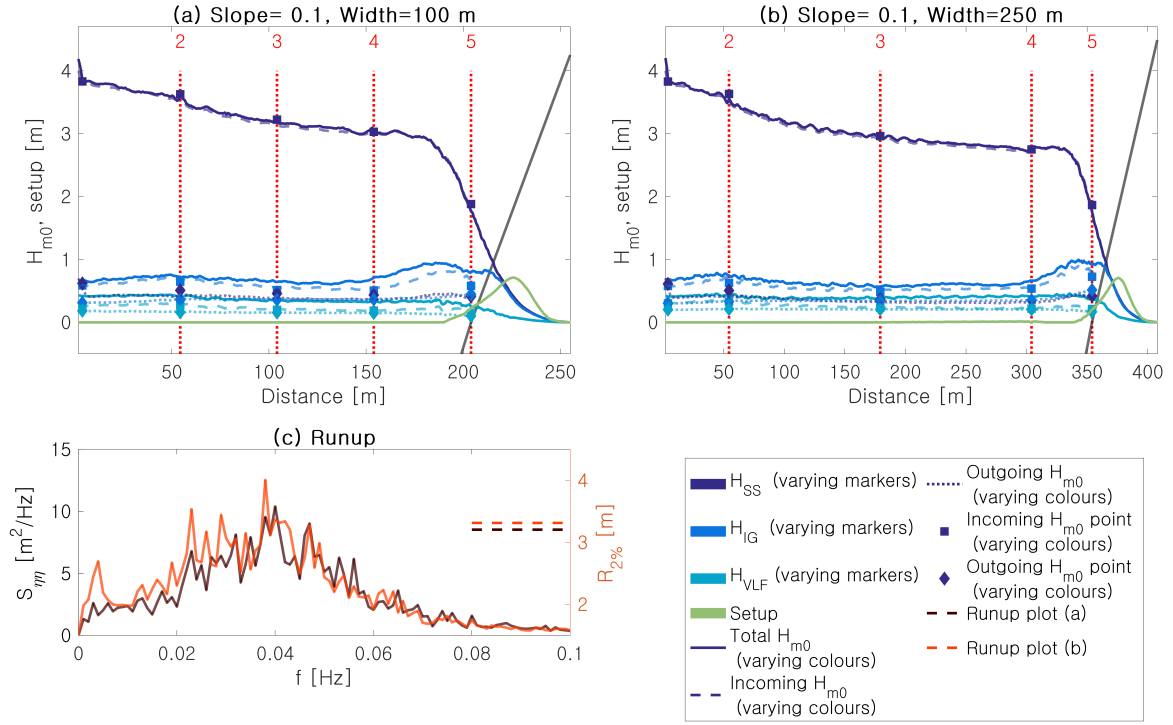 (a) Slope= 0.1, Width=100 m
2 3 4 5
4
3
2
1
0
H_m0, setup [m]
50 100 150 200 250
Distance [m]
(b) Slope= 0.1, Width=250 m
2 3 4 5
4
3
2
1
0
H_m0, setup [m]
50 100 150 200 250 300 350 400
Distance [m]
(c) Runup
15
10
5
0
S_ηη [m²/Hz]
4
3
2
R_2% [m]
0 0.02 0.04 0.06 0.08 0.1
f [Hz]
H_SS (varying markers)
H_IG (varying markers)
H_VLF (varying markers)
Setup
Total H_m0
(varying colours)
Incoming H_m0
(varying colours)
Outgoing H_m0
(varying colours)
Incoming H_m0 point
(varying colours)
Outgoing H_m0 point
(varying colours)
Runup plot (a)
Runup plot (b)